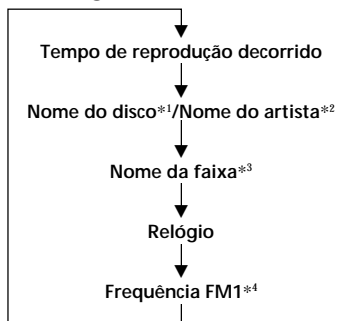 Tempo de reprodução decorrido
Nome do disco*1/Nome do artista*2
Nome da faixa*3
Relógio
Frequência FM1*4